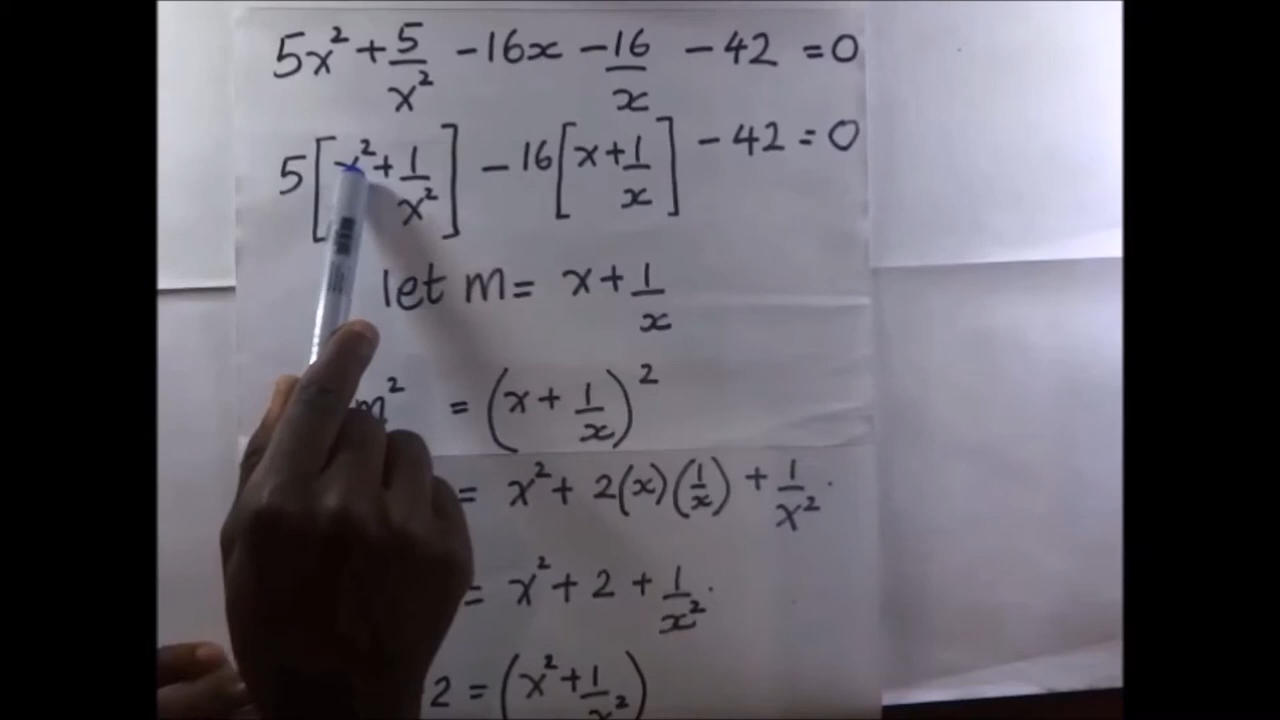 5x² + 5/x² - 16x - 16/x - 42 = 0
5[x² + 1/x²] - 16[x + 1/x] - 42 = 0
let m = x + 1/x
m² = (x + 1/x)²
= x² + 2(x)(1/x) + 1/x².
= x² + 2 + 1/x².
2 = (x² + 1/x²)